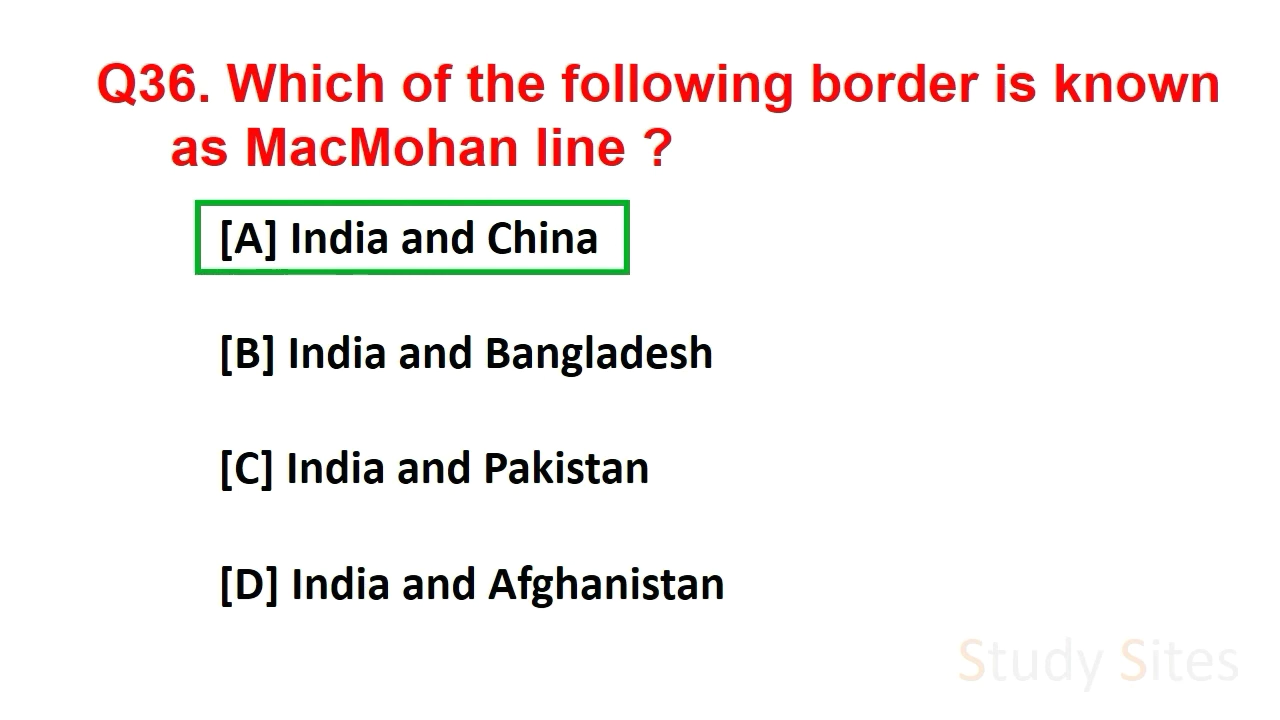 Q36. Which of the following border is known
as MacMohan line ?
[A] India and China
[B] India and Bangladesh
[C] India and Pakistan
[D] India and Afghanistan
Study Sites